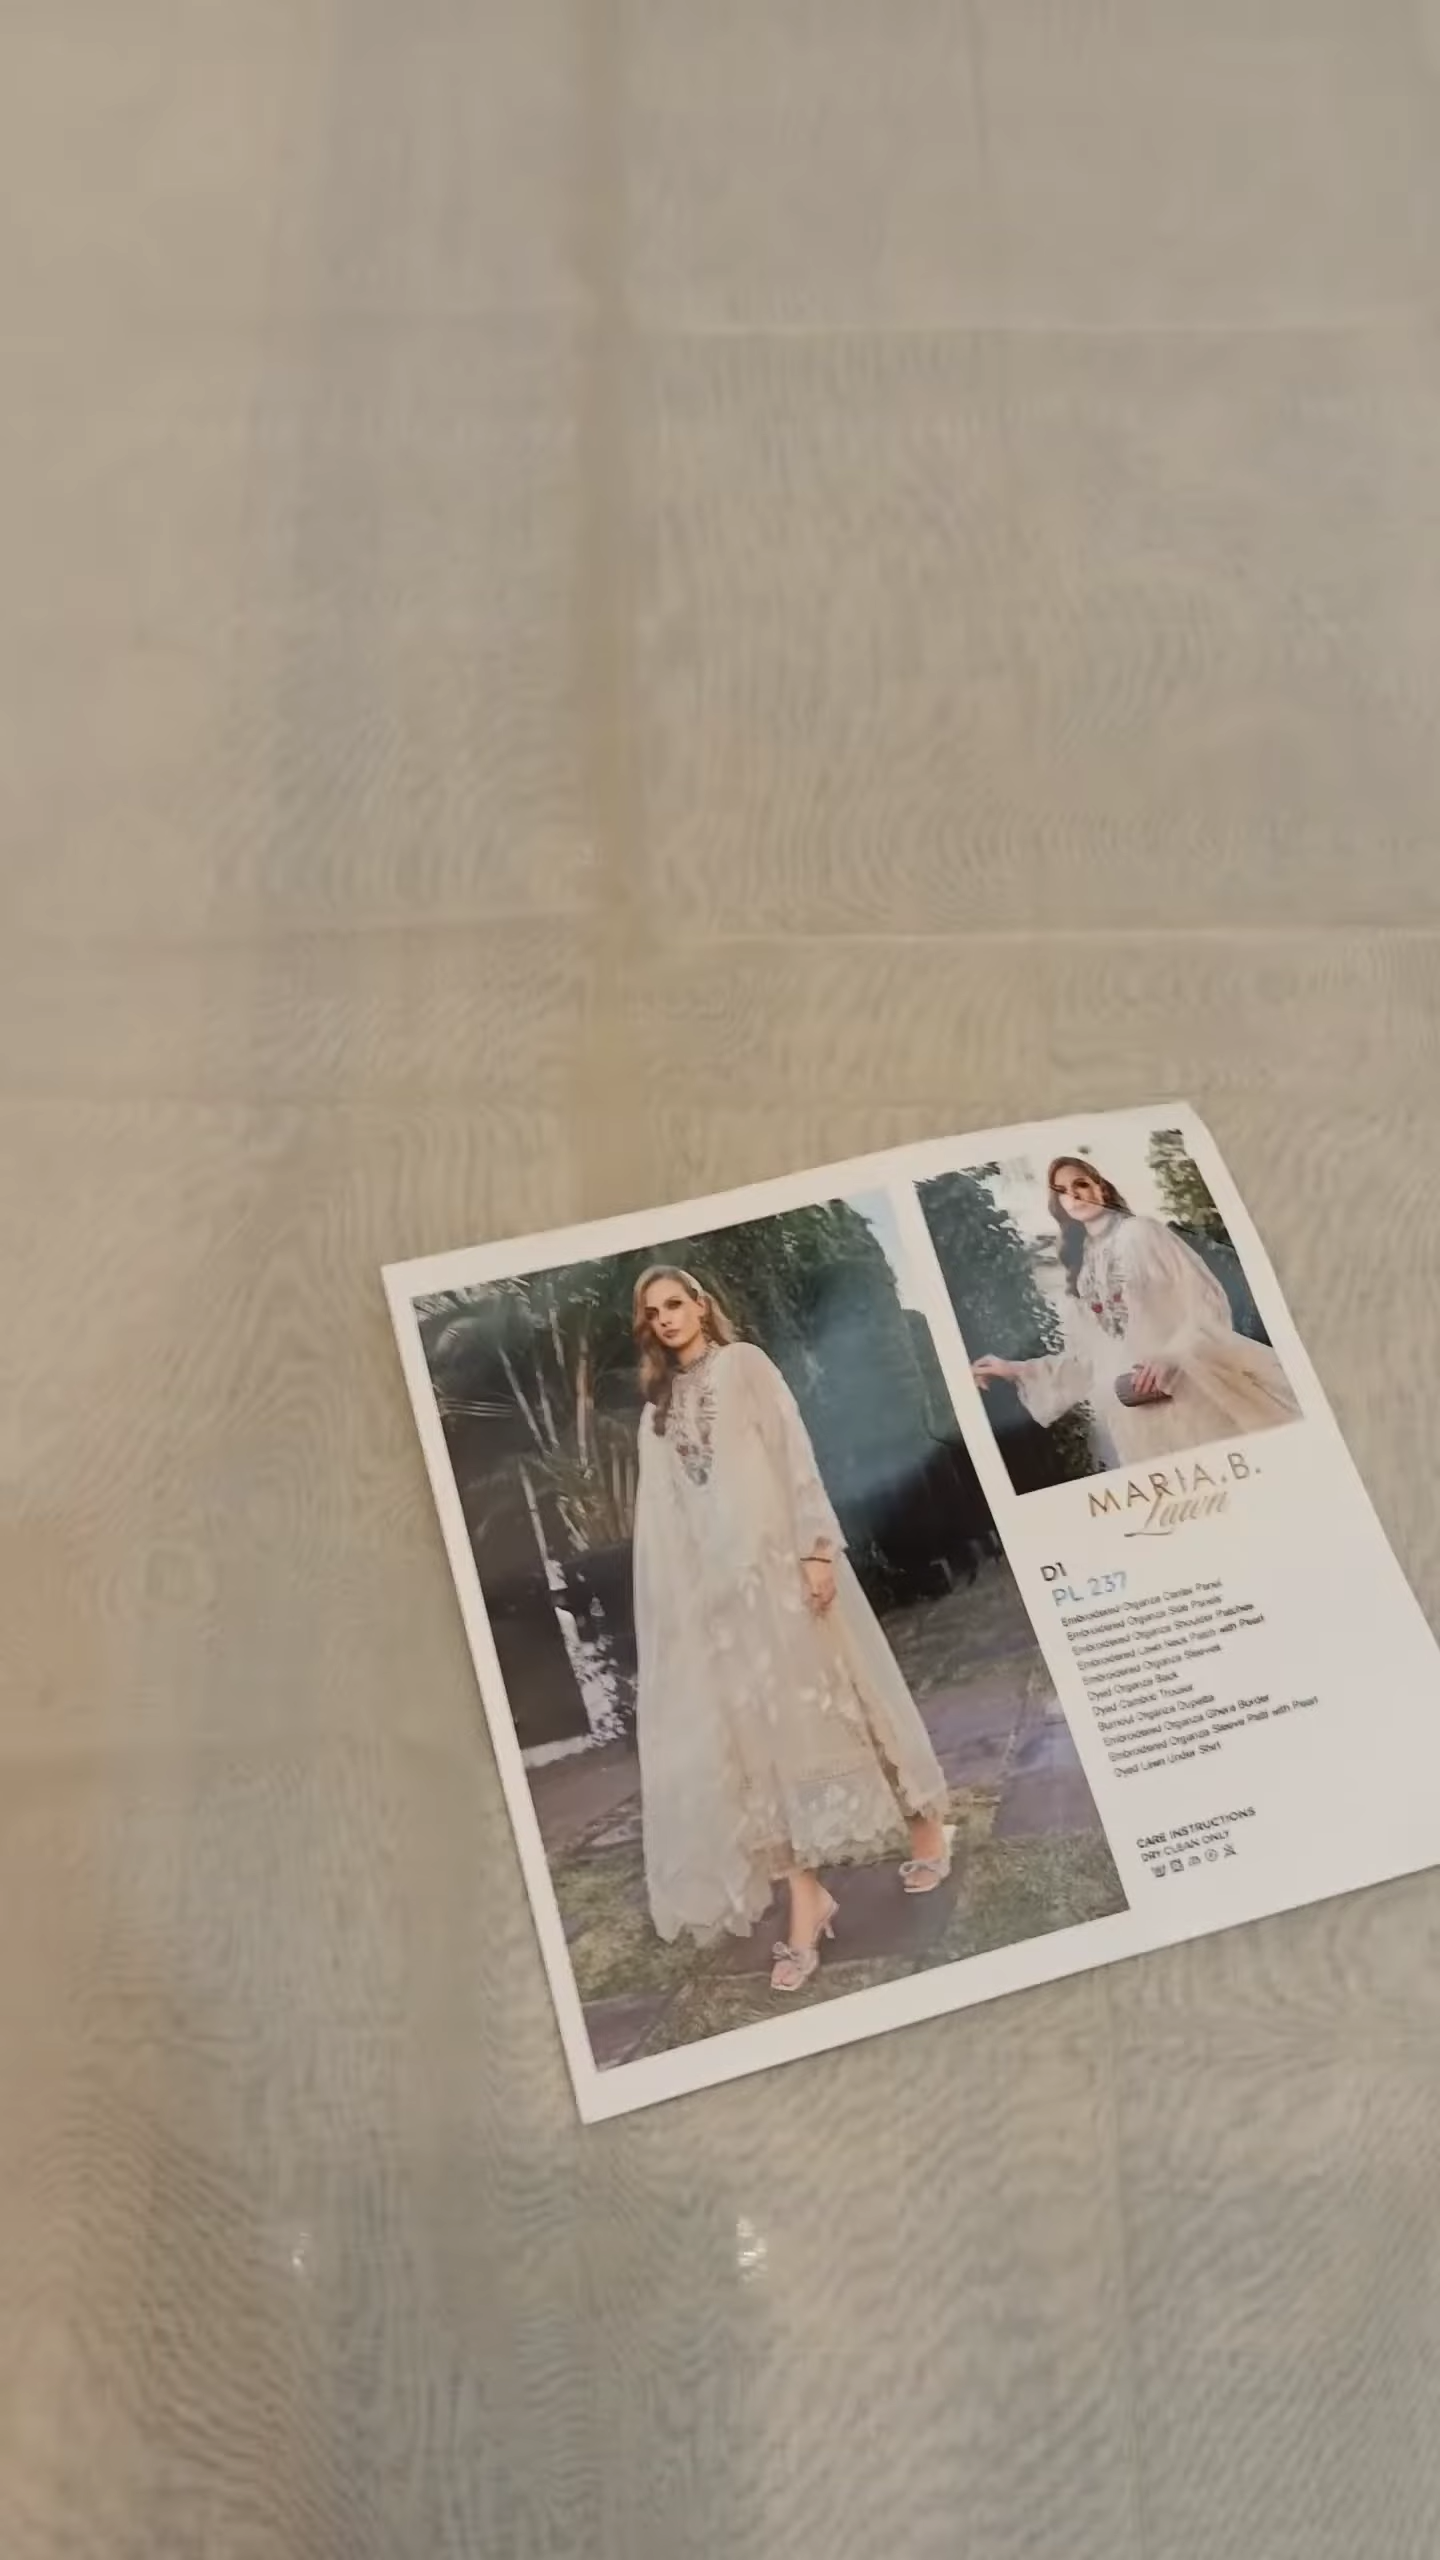 MARIA.B.
Lawn
D1
PL 237
Embroidered Organza Center Panel
Embroidered Organza Side Panels
Embroidered Organza Shoulder Patches
Embroidered Lawn Neck Patch with Pearl
Embroidered Organza Sleeves
Dyed Organza Back
Dyed Cambric Trouser
Burnout Organza Dupatta
Embroidered Organza Ghera Border
Embroidered Organza Sleeve Patti with Pearl
Dyed Lawn Under Shirt
CARE INSTRUCTIONS
DRY CLEAN ONLY